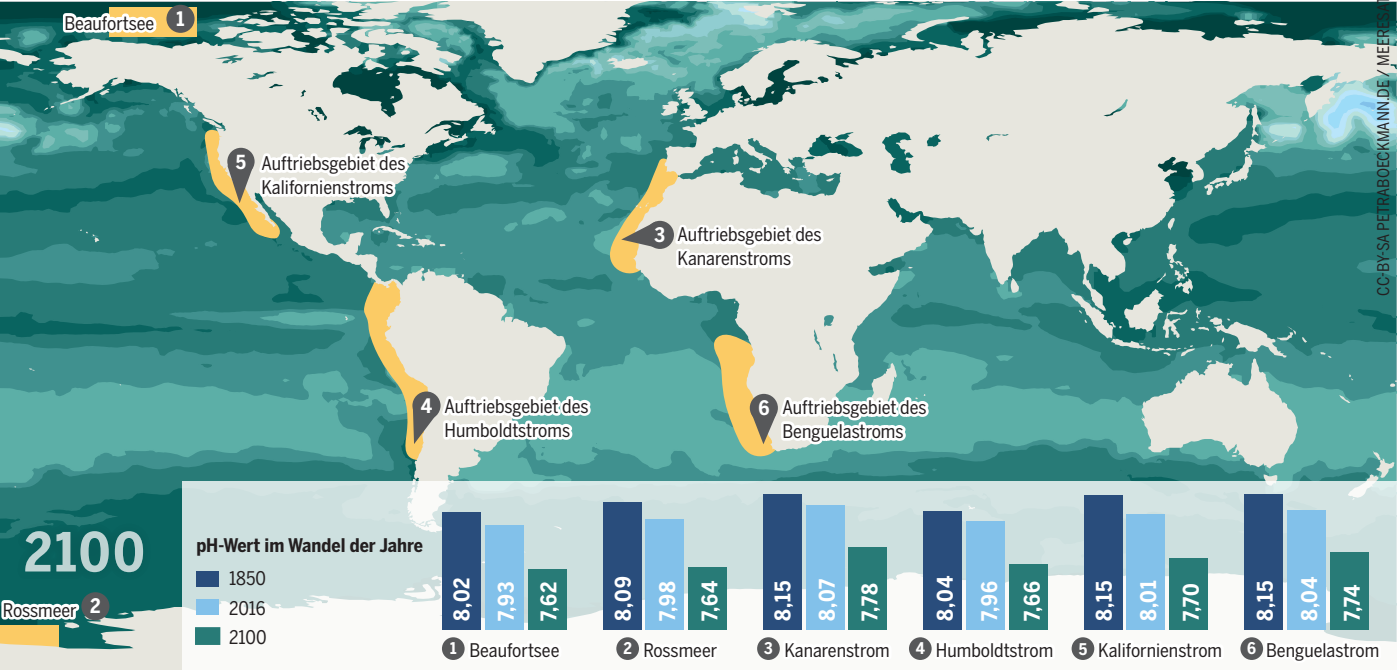 Beaufortsee 1
CC-BY-SA PETRABOECKMANN.DE / MEERESAT
5 Auftriebsgebiet des
Kalifornienstroms
3 Auftriebsgebiet des
Kanarenstroms
4 Auftriebsgebiet des
Humboldtstroms
6 Auftriebsgebiet des
Benguelastroms
2100
Rossmeer 2
pH-Wert im Wandel der Jahre
1850
2016
2100
8,02 7,93 7,62
8,09 7,98 7,64
8,15 8,07 7,78
8,04 7,96 7,66
8,15 8,01 7,70
8,15 8,04 7,74
1 Beaufortsee
2 Rossmeer
3 Kanarenstrom
4 Humboldtstrom
5 Kalifornienstrom
6 Benguelastrom